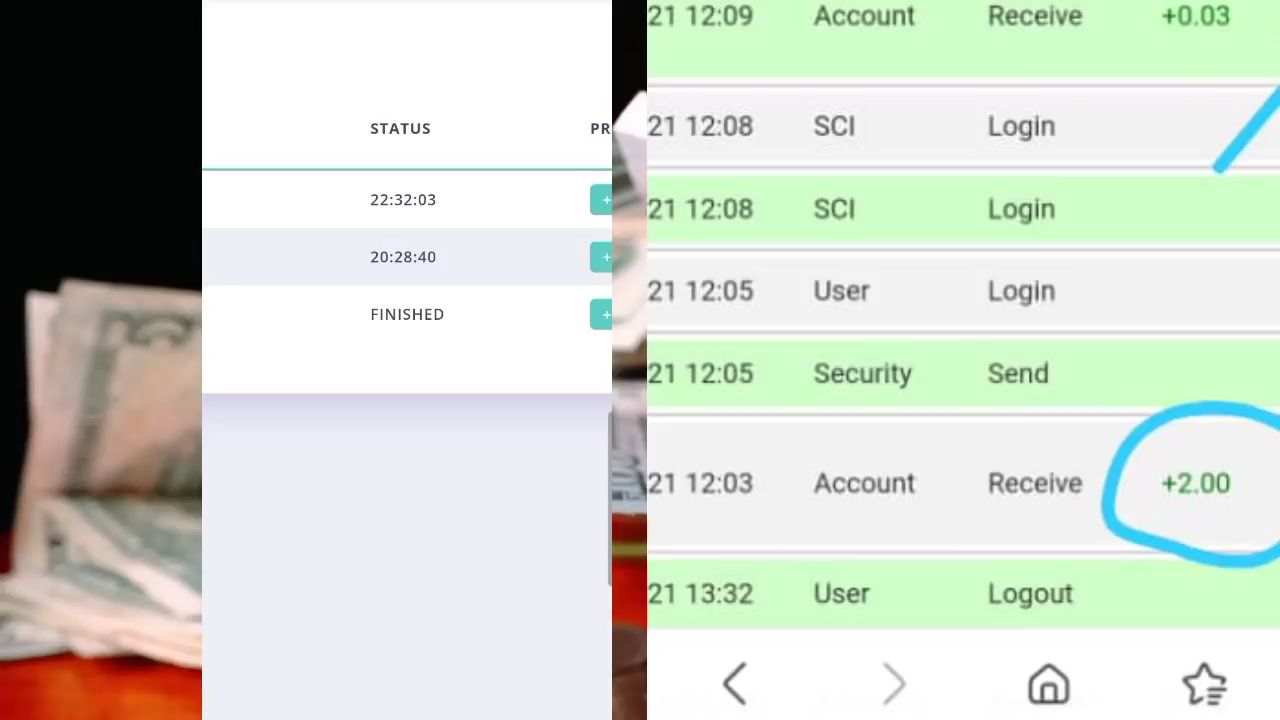 STATUS PR
22:32:03 +
20:28:40 +
FINISHED +
21 12:09 Account Receive +0.03
21 12:08 SCI Login
21 12:08 SCI Login
21 12:05 User Login
21 12:05 Security Send
21 12:03 Account Receive +2.00
21 13:32 User Logout